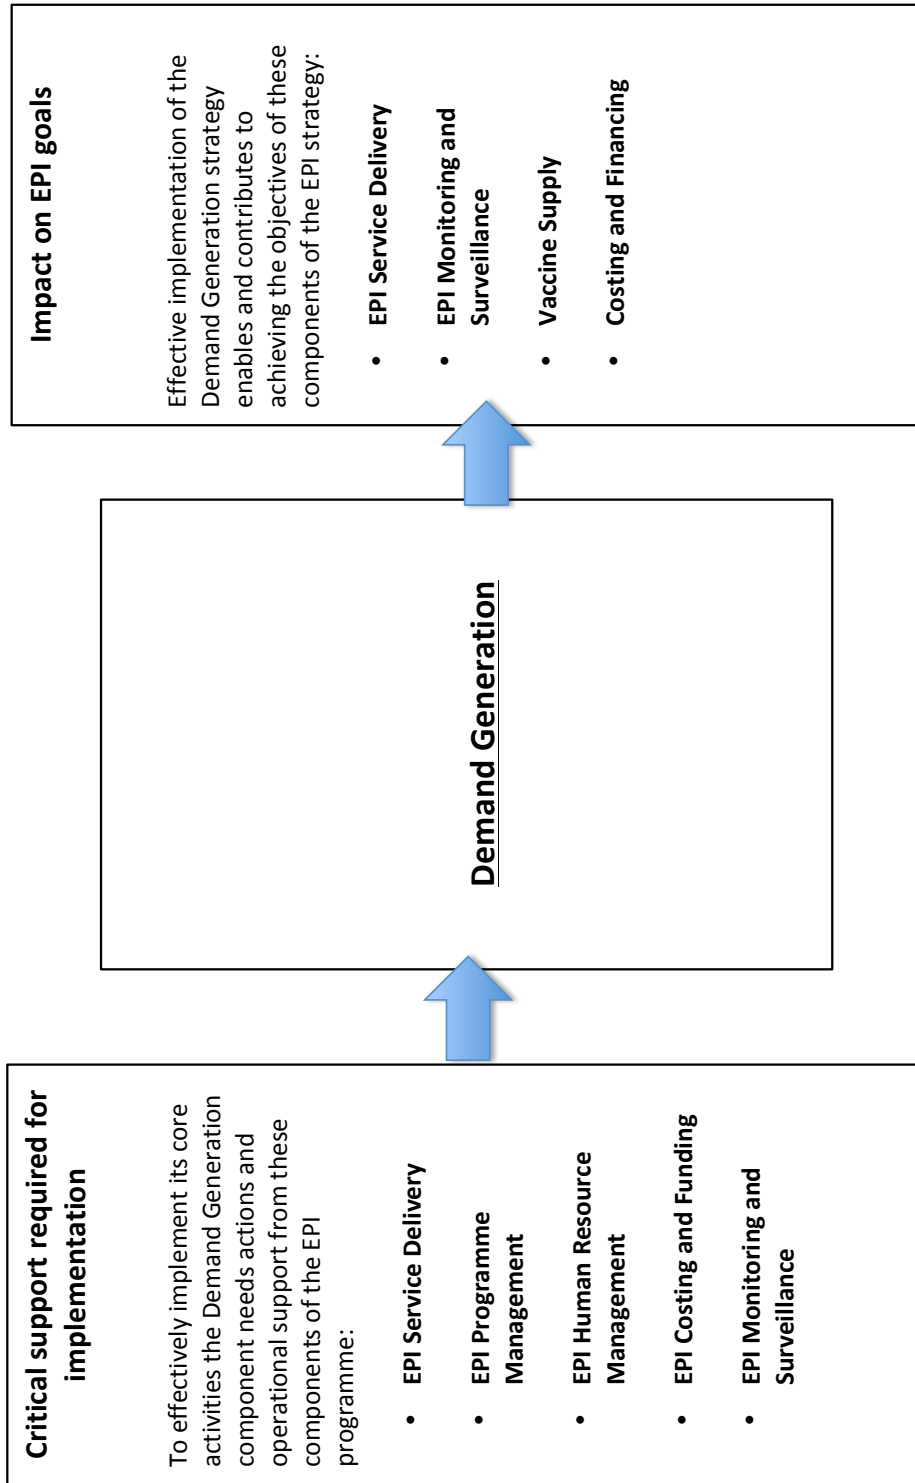 Critical support required for
implementation
To effectively implement its core
activities the Demand Generation
component needs actions and
operational support from these
components of the EPI
programme:
• EPI Service Delivery
• EPI Programme
Management
• EPI Human Resource
Management
• EPI Costing and Funding
• EPI Monitoring and
Surveillance
Demand Generation
Impact on EPI goals
Effective implementation of the
Demand Generation strategy
enables and contributes to
achieving the objectives of these
components of the EPI strategy:
• EPI Service Delivery
• EPI Monitoring and
Surveillance
• Vaccine Supply
• Costing and Financing